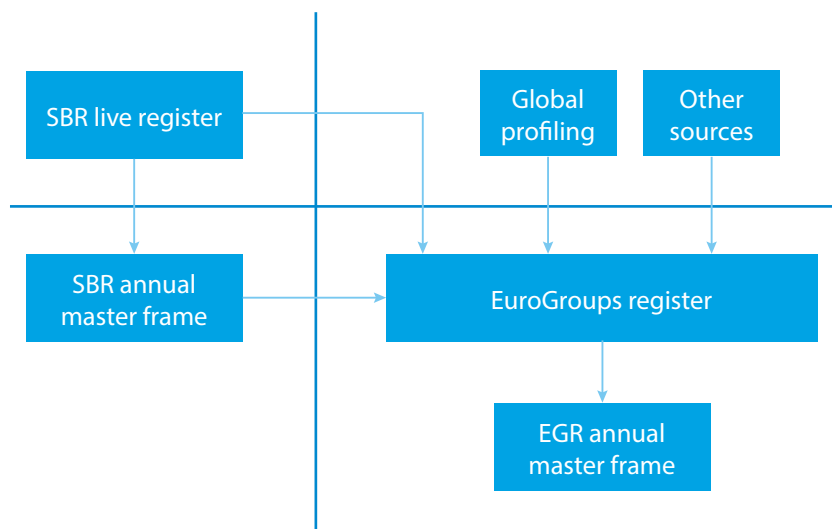 SBR live register
Global
profiling
Other
sources
SBR annual
master frame
EuroGroups register
EGR annual
master frame